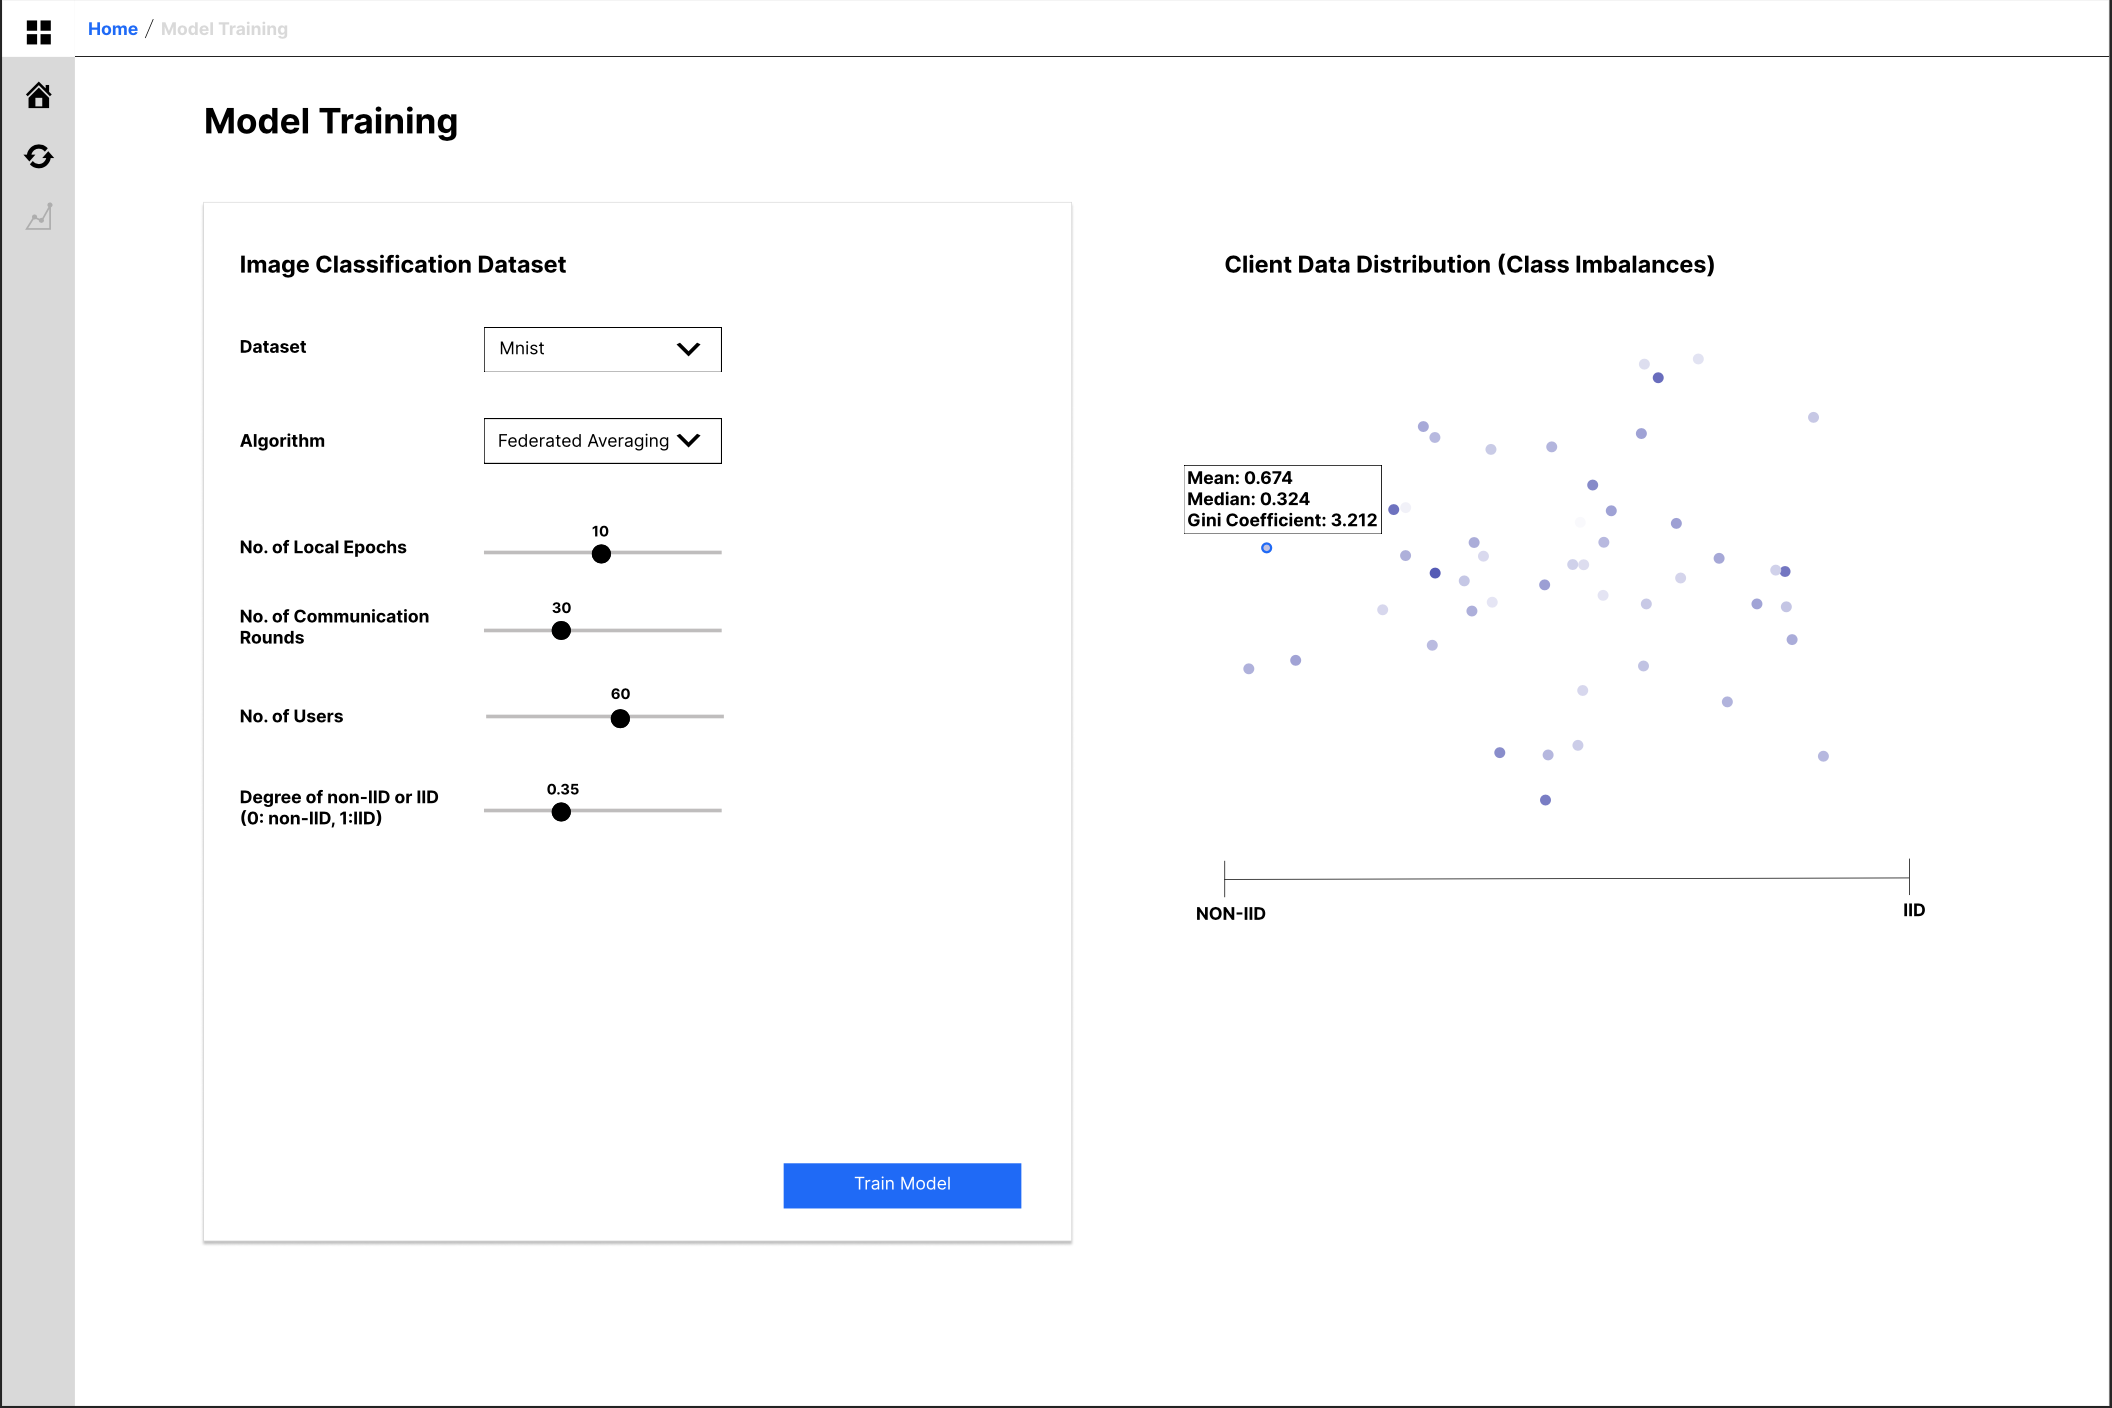 Home / Model Training
Model Training
Image Classification Dataset
Dataset
Mnist
Algorithm
Federated Averaging
No. of Local Epochs
10
No. of Communication
Rounds
30
No. of Users
60
Degree of non-IID or IID
(0: non-IID, 1:IID)
0.35
Train Model
Client Data Distribution (Class Imbalances)
Mean: 0.674
Median: 0.324
Gini Coefficient: 3.212
NON-IID
IID